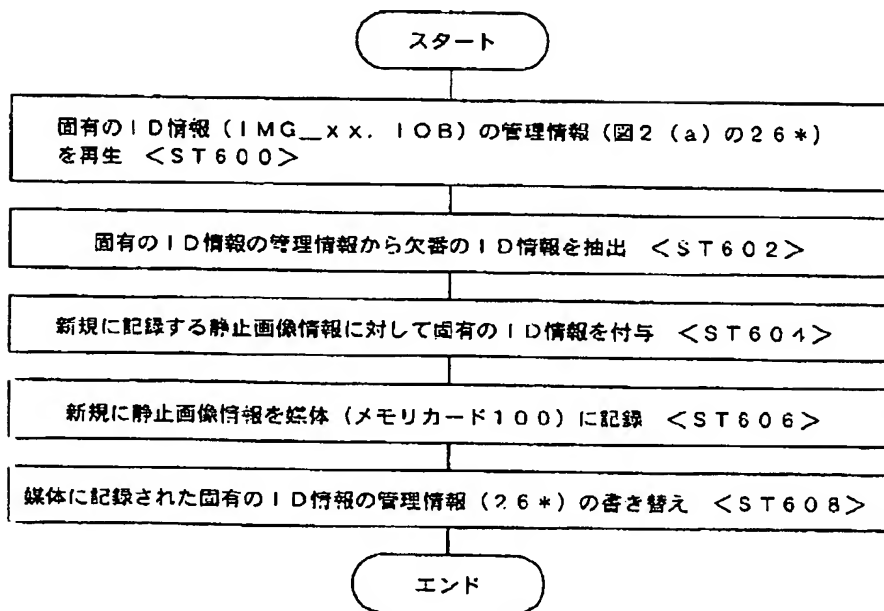 スタート
固有のID情報(IMG__xx.IOB)の管理情報(図2(a)の26*)
を再生 <ST600>
固有のID情報の管理情報から欠番のID情報を抽出 <ST602>
新規に記録する静止画像情報に対して固有のID情報を付与 <ST604>
新規に静止画像情報を媒体(メモリカード100)に記録 <ST606>
媒体に記録された固有のID情報の管理情報(26*)の書き替え <ST608>
エンド